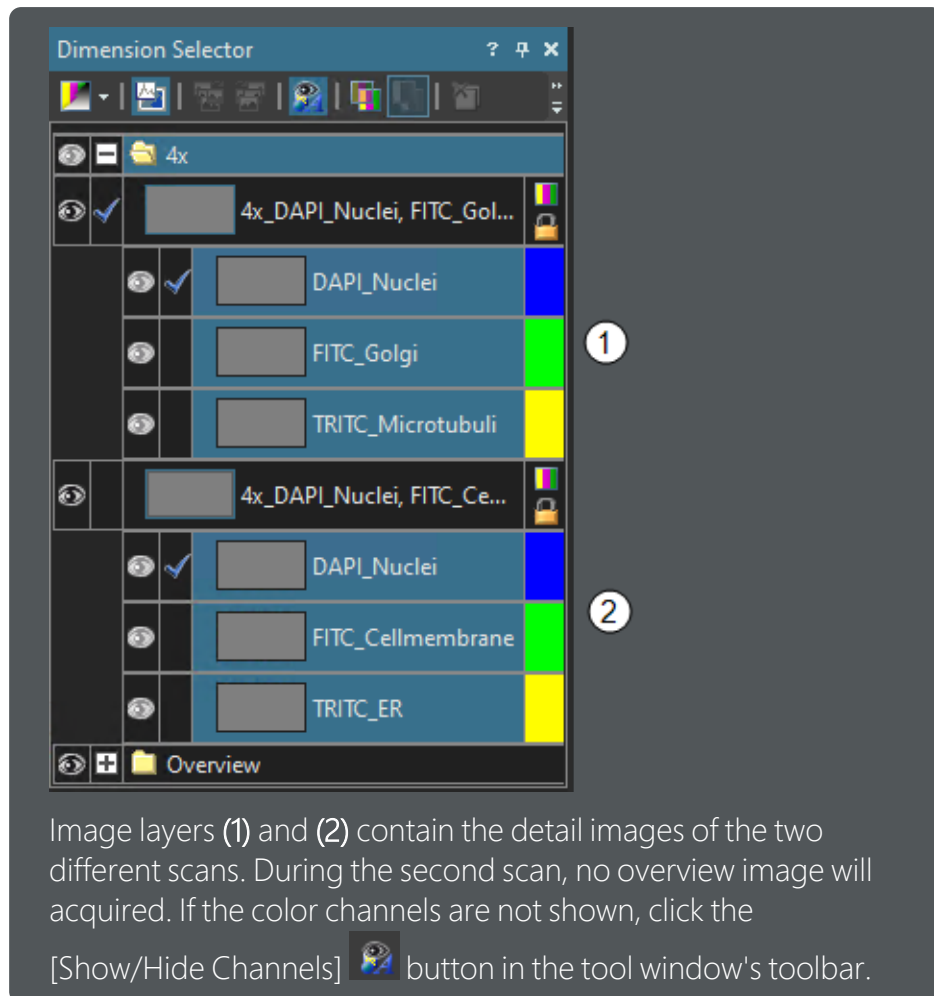 Dimension Selector
4x
4x_DAPI_Nuclei, FITC_Gol...
DAPI_Nuclei
FITC_Golgi
1
TRITC_Microtubuli
4x_DAPI_Nuclei, FITC_Ce...
DAPI_Nuclei
2
FITC_Cellmembrane
TRITC_ER
Overview
Image layers (1) and (2) contain the detail images of the two
different scans. During the second scan, no overview image will
acquired. If the color channels are not shown, click the
[Show/Hide Channels] button in the tool window's toolbar.